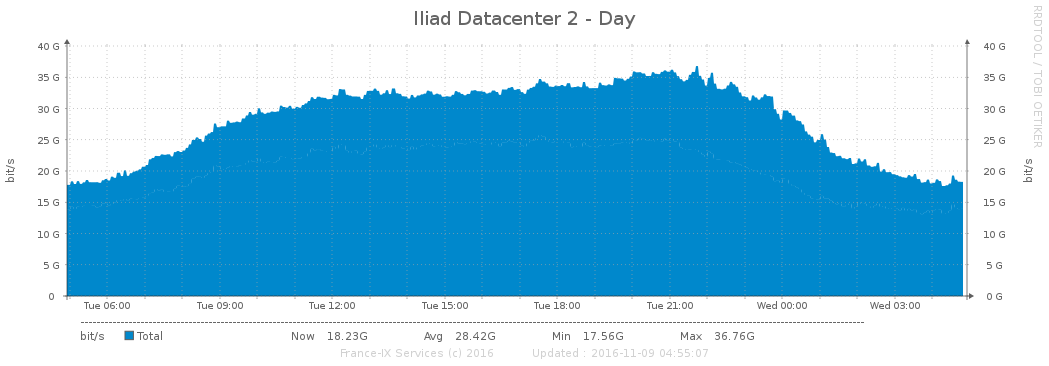 Iliad Datacenter 2 - Day
RRDTOOL / TOBI OETIKER
40 G 40 G
35 G 35 G
30 G 30 G
25 G 25 G
20 G 20 G
15 G 15 G
10 G 10 G
5 G 5 G
0 0 G
bit/s bit/s
Tue 06:00 Tue 09:00 Tue 12:00 Tue 15:00 Tue 18:00 Tue 21:00 Wed 00:00 Wed 03:00
bit/s Total Now 18.23G Avg 28.42G Min 17.56G Max 36.76G
France-IX Services (c) 2016 Updated : 2016-11-09 04:55:07